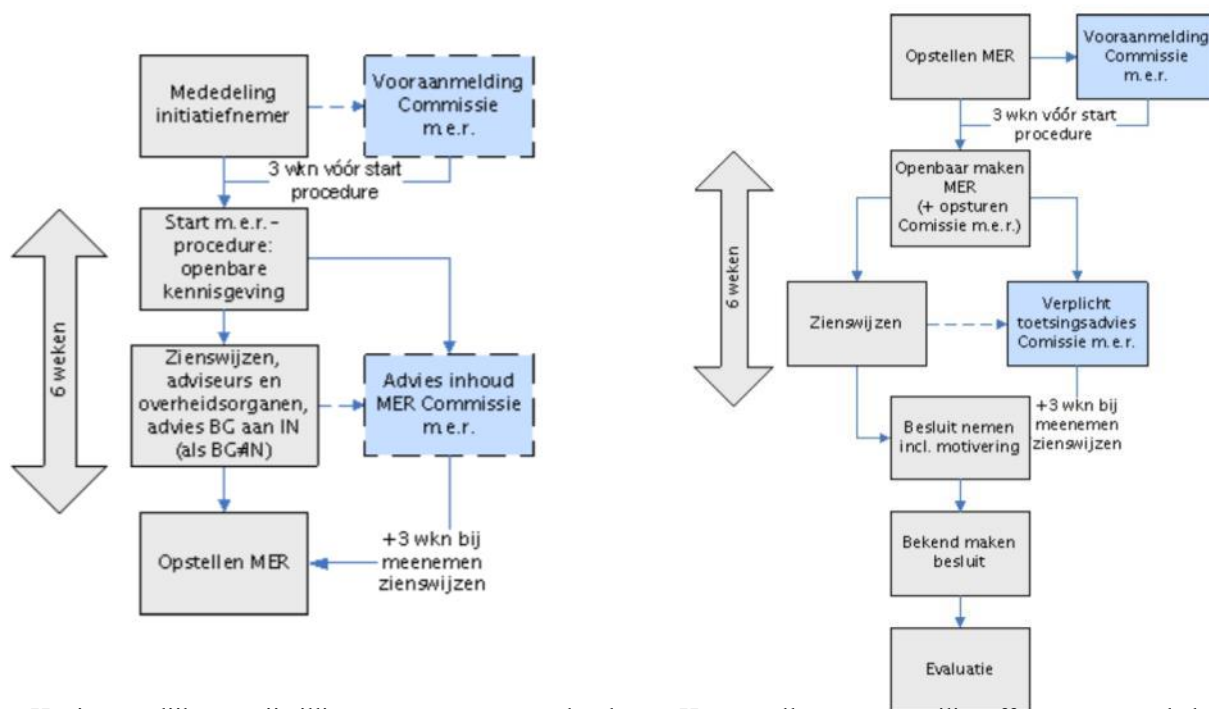 Mededeling
initiatiefnemer
Vooraanmelding
Commissie
m.e.r.
3 wkn vóór start
procedure
Start m.e.r.–
procedure:
openbare
kennisgeving
6 weken
Zienswijzen,
adviseurs en
overheidsorganen,
advies BG aan IN
(als BG≠IN)
Advies inhoud
MER Commissie
m.e.r.
Opstellen MER
+3 wkn bij
meenemen
zienswijzen
Opstellen MER
Vooraanmelding
Commissie
m.e.r.
3 wkn vóór start
procedure
Openbaar maken
MER
(+ opsturen
Comissie m.e.r.)
6 weken
Zienswijzen
Verplicht
toetsingsadvies
Comissie m.e.r.
+3 wkn bij
meenemen
zienswijzen
Besluit nemen
incl. motivering
Bekend maken
besluit
Evaluatie